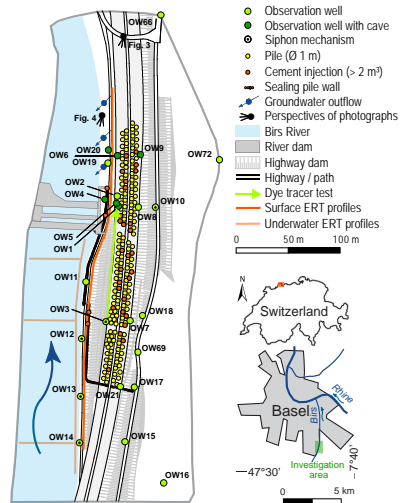 OW66
Fig. 3
Fig. 4
OW20
OW6
OW19
OW9
OW72
OW2
OW4
OW8
OW10
OW5
OW1
OW11
OW3
OW18
OW7
OW12
OW69
OW13
OW21
OW17
OW14
OW15
OW16
Observation well
Observation well with cave
Siphon mechanism
Pile (Ø 1 m)
Cement injection (> 2 m³)
Sealing pile wall
Groundwater outflow
Perspectives of photographs
Birs River
River dam
Highway dam
Highway / path
Dye tracer test
Surface ERT profiles
Underwater ERT profiles
0 50 m 100 m
N
Switzerland
Basel
Rhine
Birs
Investigation
area
47°30'
7°40'
0 5 km